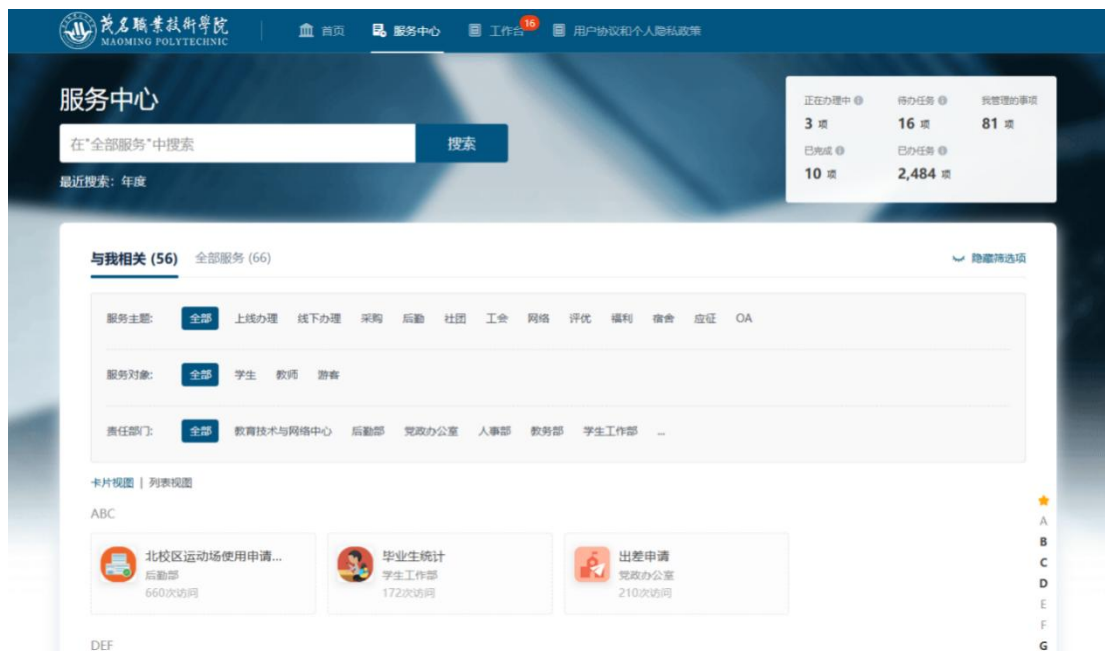 茂名職業技術學院
MAOMING POLYTECHNIC
首页 服务中心 工作台 16 用户协议和个人隐私政策
服务中心
在"全部服务"中搜索 搜索
最近搜索：年度
正在办理中 待办任务 我管理的事项
3 项 16 项 81 项
已完成 已办任务
10 项 2,484 项
与我相关 (56) 全部服务 (66) 隐藏筛选项
服务主题: 全部 上线办理 线下办理 采购 后勤 社团 工会 网络 评优 福利 宿舍 应征 OA
服务对象: 全部 学生 教师 游客
责任部门: 全部 教育技术与网络中心 后勤部 党政办公室 人事部 教务部 学生工作部 ...
卡片视图 | 列表视图
ABC
北校区运动场使用申请... 毕业生统计 出差申请
后勤部 学生工作部 党政办公室
660次访问 172次访问 210次访问
DEF
A
B
C
D
E
F
G